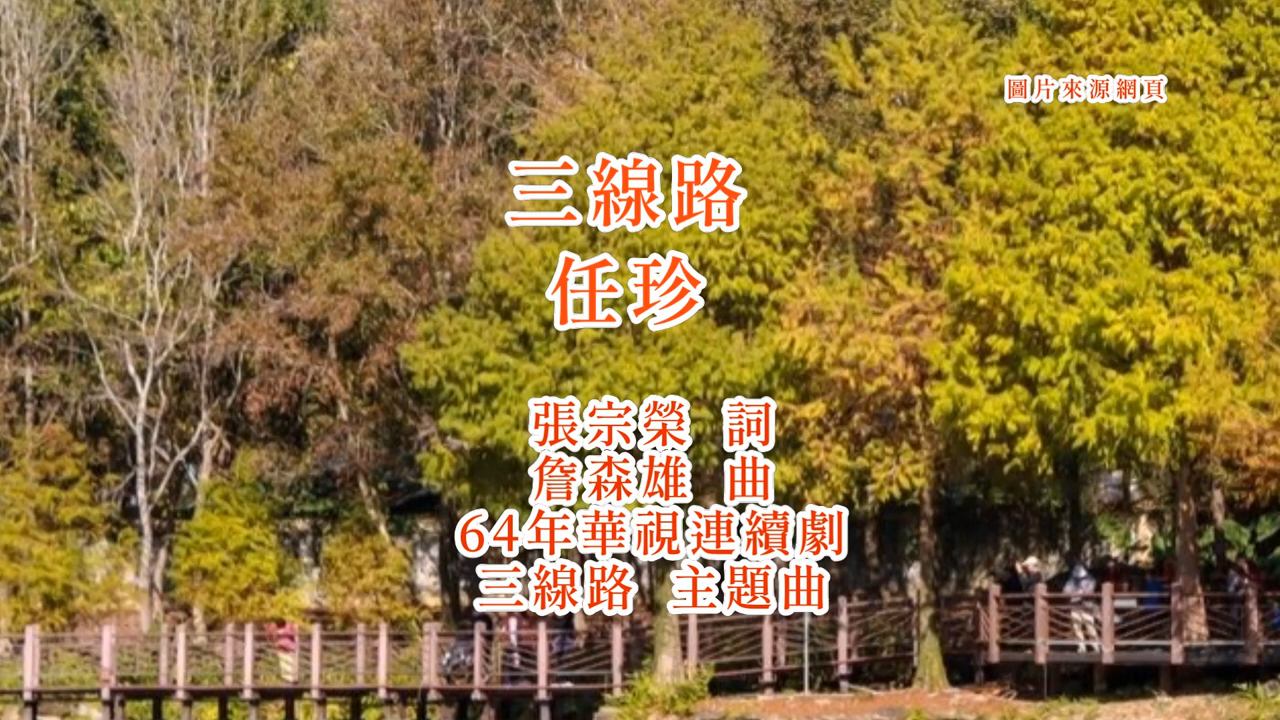 圖片來源網頁
三線路
任珍
張宗榮 詞
詹森雄 曲
64年華視連續劇
三線路 主題曲